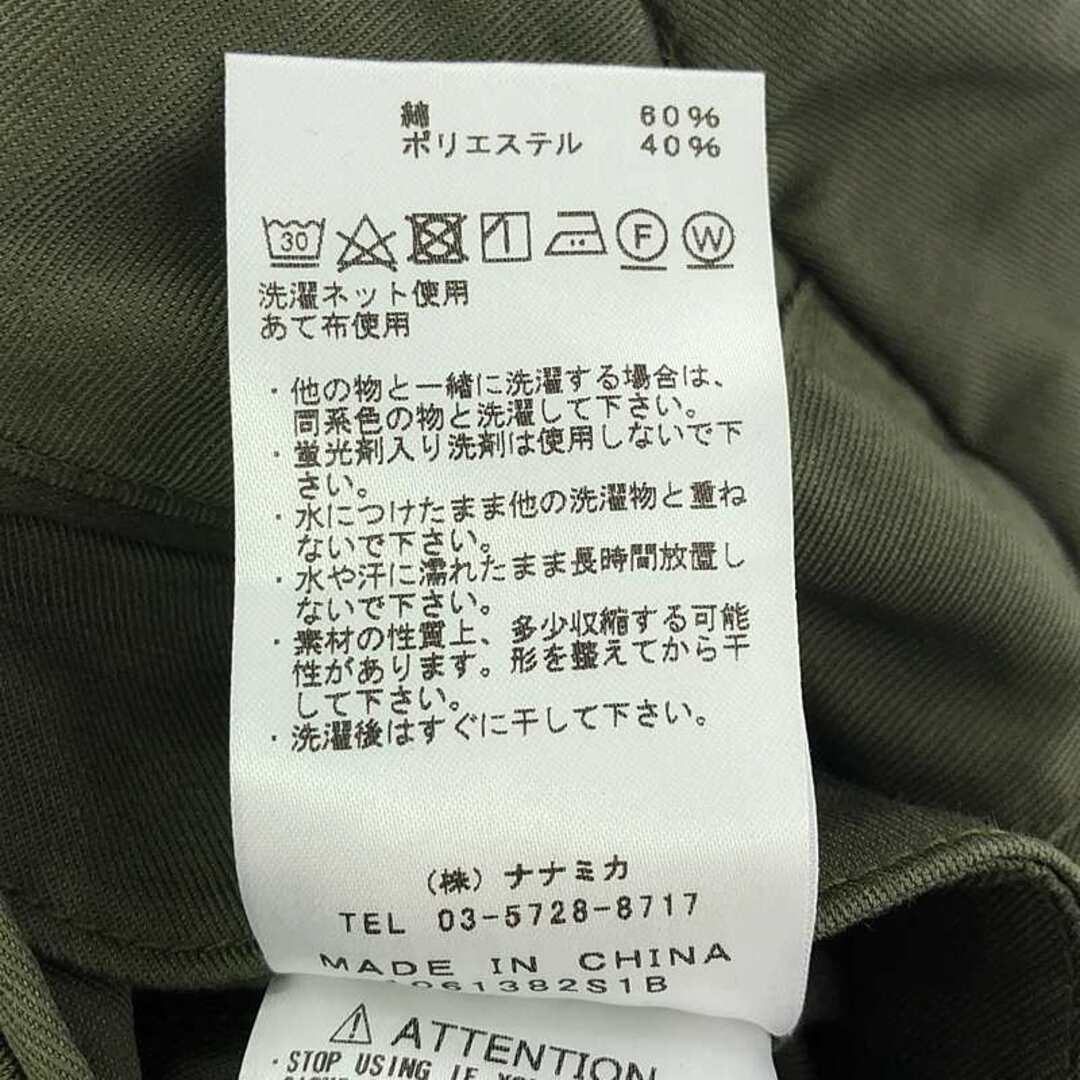 綿 60%
ポリエステル 40%
30 F W
洗濯ネット使用
あて布使用
・他の物と一緒に洗濯する場合は、
同系色の物と洗濯して下さい。
・蛍光剤入り洗剤は使用しないで下
さい。
・水につけたまま他の洗濯物と重ね
ないで下さい。
・水や汗に濡れたまま長時間放置し
ないで下さい。
・素材の性質上、多少収縮する可能
性があります。形を整えてから干
して下さい。
・洗濯後はすぐに干して下さい。
(株)ナナミカ
TEL 03-5728-8717
MADE IN CHINA
1382S1B
ATTENTION
・STOP USING IF